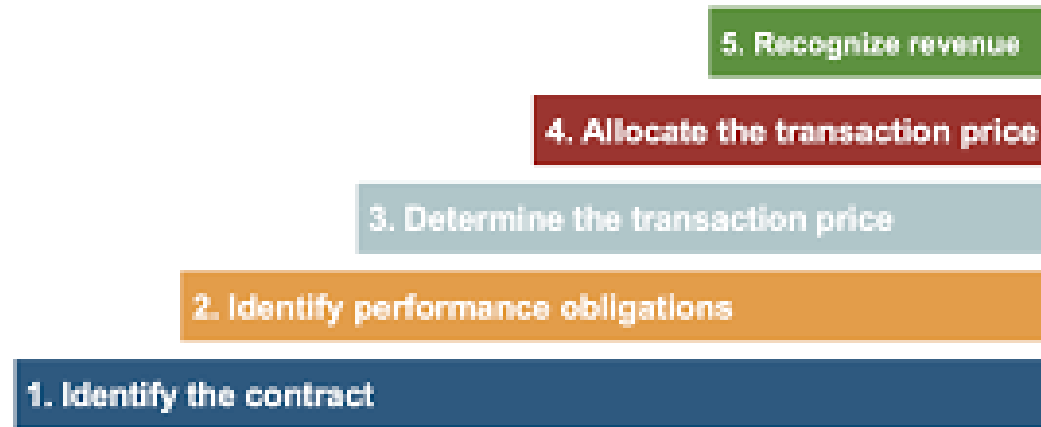 5. Recognize revenue
4. Allocate the transaction price
3. Determine the transaction price
2. Identify performance obligations
1. Identify the contract